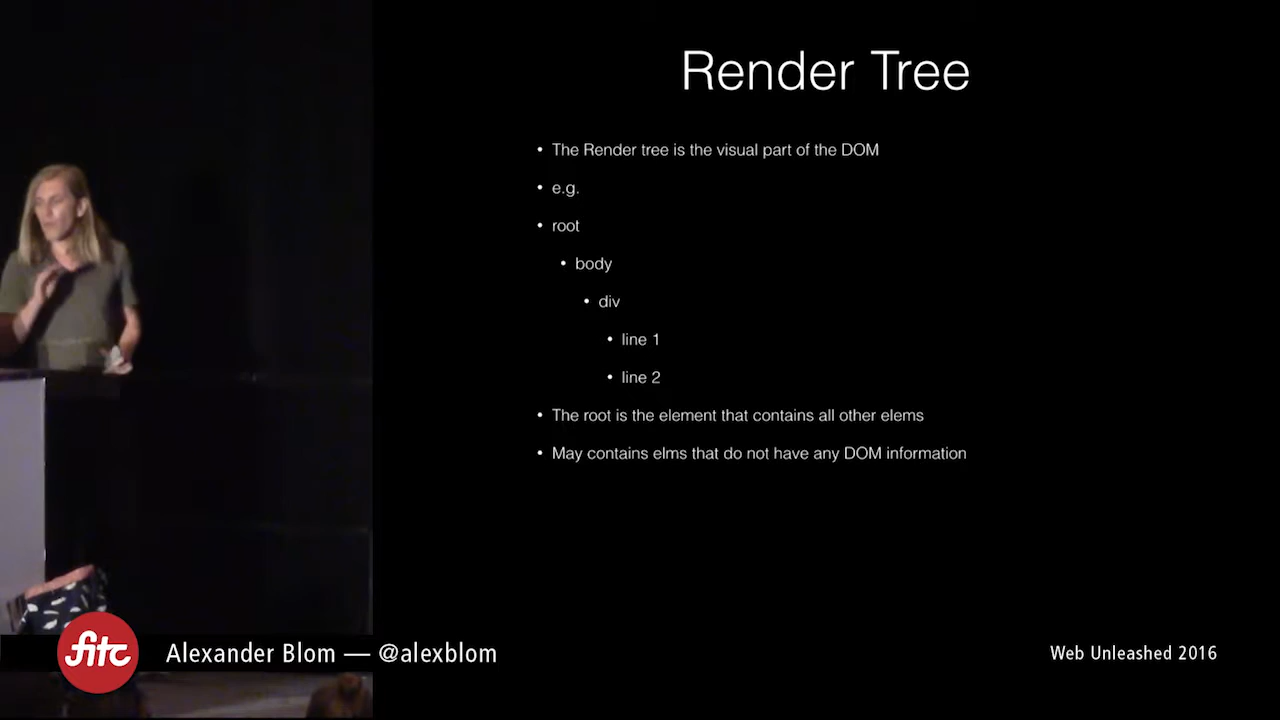 Render Tree
• The Render tree is the visual part of the DOM
• e.g.
• root
• body
• div
• line 1
• line 2
• The root is the element that contains all other elems
• May contains elms that do not have any DOM information
fitc
Alexander Blom — @alexblom
Web Unleashed 2016